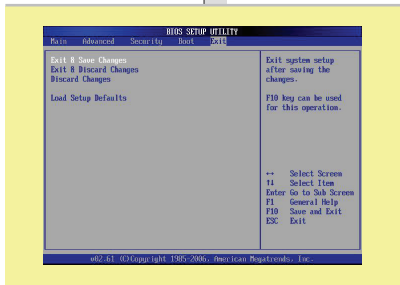 BIOS SETUP UTILITY
Main Advanced Security Boot Exit
Exit & Save Changes
Exit & Discard Changes
Discard Changes
Load Setup Defaults
Exit system setup
after saving the
changes.
F10 key can be used
for this operation.
↔ Select Screen
↑↓ Select Item
Enter Go to Sub Screen
F1 General Help
F10 Save and Exit
ESC Exit
v02.61 (C)Copyright 1985-2006, American Megatrends, Inc.